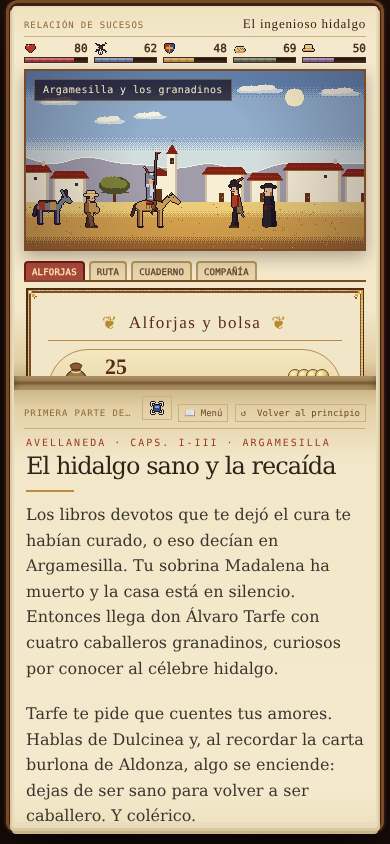 RELACIÓN DE SUCESOS
El ingenioso hidalgo
80 62 48 69 50
Argamesilla y los granadinos
ALFORJAS RUTA CUADERNO COMPAÑÍA
Alforjas y bolsa
25
PRIMERA PARTE DE…
Menú
↺ Volver al principio
AVELLANEDA · CAPS. I-III · ARGAMESILLA
El hidalgo sano y la recaída
Los libros devotos que te dejó el cura te
habían curado, o eso decían en
Argamesilla. Tu sobrina Madalena ha
muerto y la casa está en silencio.
Entonces llega don Álvaro Tarfe con
cuatro caballeros granadinos, curiosos
por conocer al célebre hidalgo.
Tarfe te pide que cuentes tus amores.
Hablas de Dulcinea y, al recordar la carta
burlona de Aldonza, algo se enciende:
dejas de ser sano para volver a ser
caballero. Y colérico.